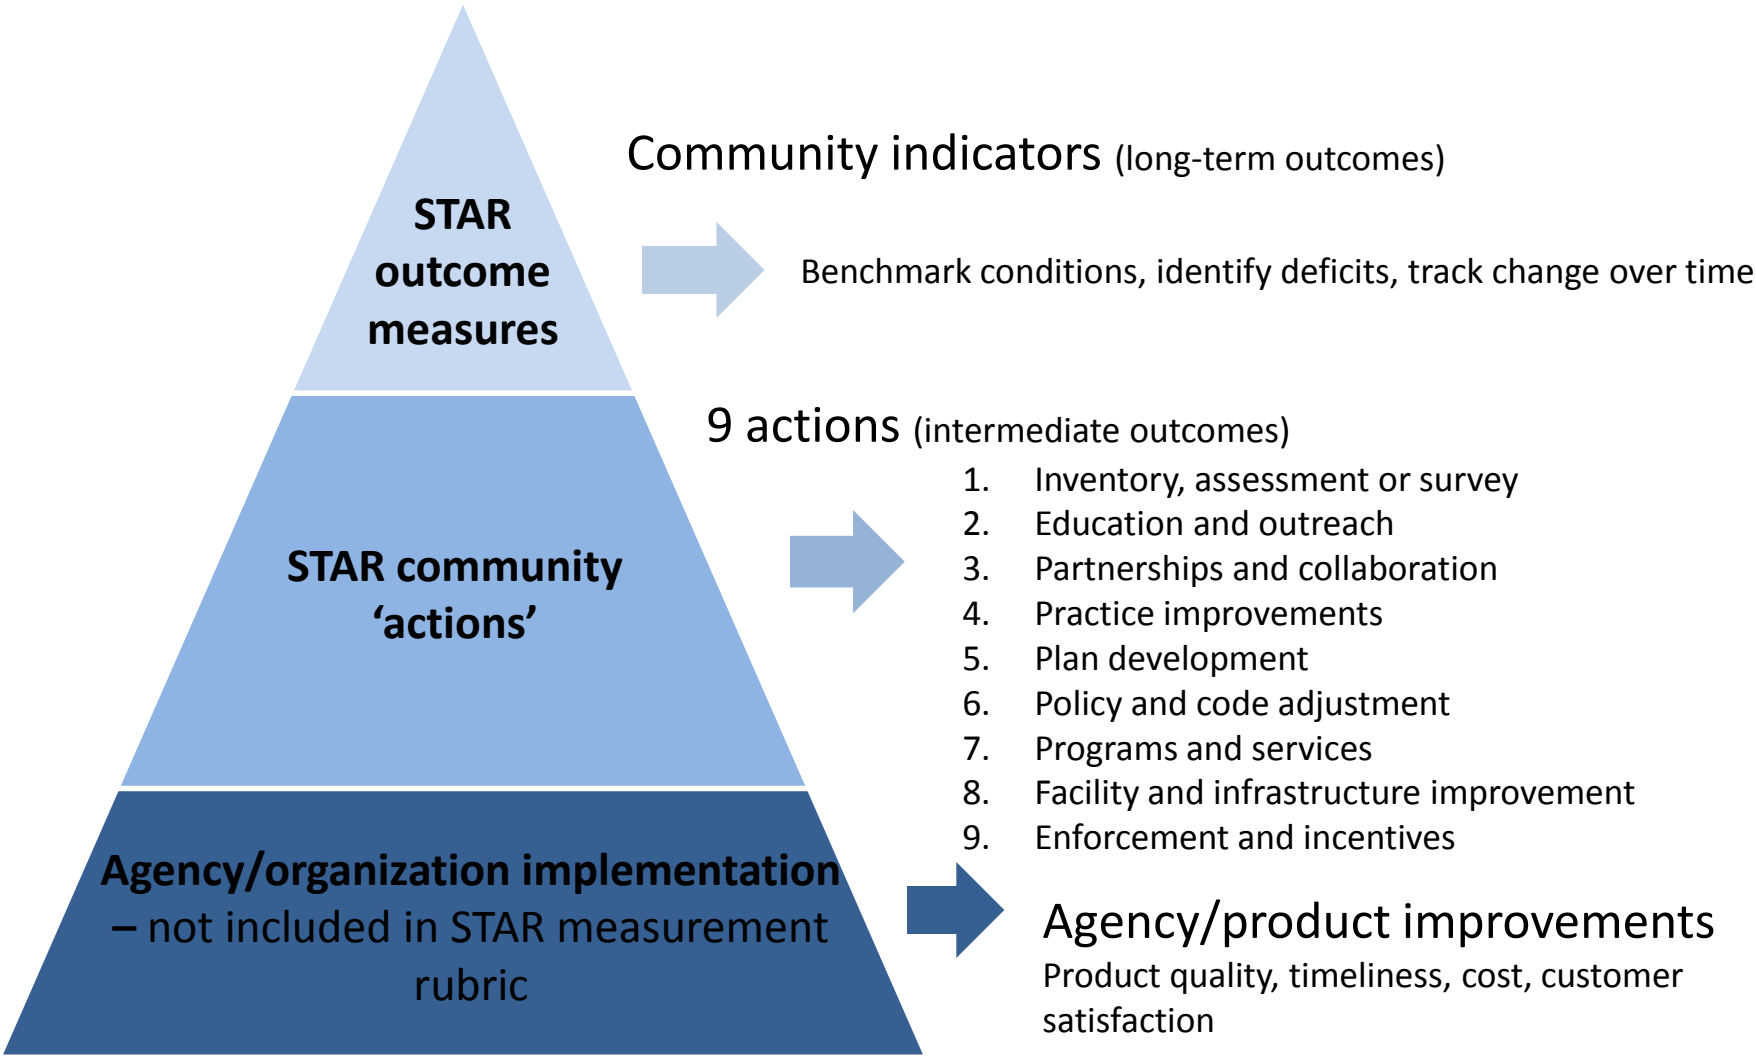 Community indicators (long-term outcomes)
STAR
outcome
measures
Benchmark conditions, identify deficits, track change over time
9 actions (intermediate outcomes)
1. Inventory, assessment or survey
2. Education and outreach
3. Partnerships and collaboration
4. Practice improvements
5. Plan development
6. Policy and code adjustment
7. Programs and services
8. Facility and infrastructure improvement
9. Enforcement and incentives
STAR community
‘actions’
Agency/organization implementation
– not included in STAR measurement
rubric
Agency/product improvements
Product quality, timeliness, cost, customer
satisfaction